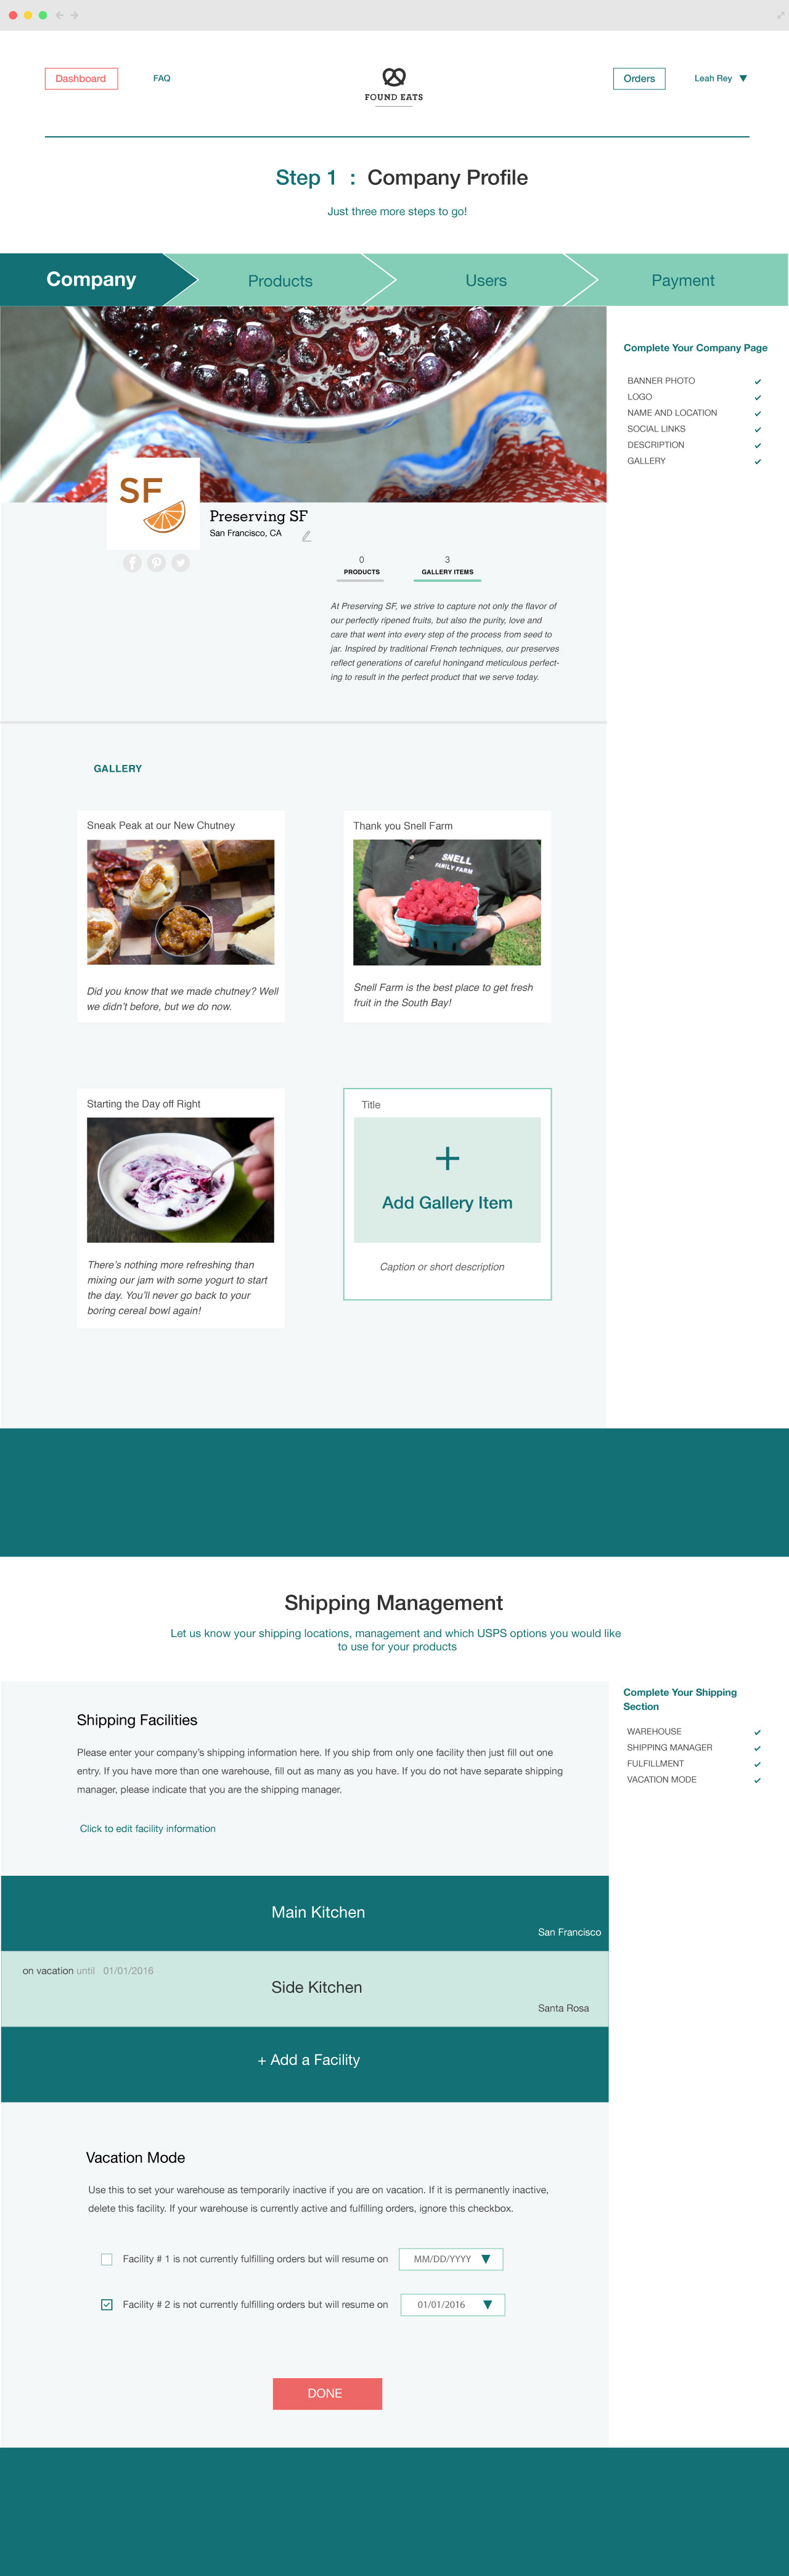 Dashboard
FAQ
FOUND EATS
Orders
Leah Rey
Step 1 : Company Profile
Just three more steps to go!
Company
Products
Users
Payment
Complete Your Company Page
BANNER PHOTO
LOGO
NAME AND LOCATION
SOCIAL LINKS
DESCRIPTION
GALLERY
SF
Preserving SF
San Francisco, CA
0
PRODUCTS
3
GALLERY ITEMS
At Preserving SF, we strive to capture not only the flavor of
our perfectly ripened fruits, but also the purity, love and
care that went into every step of the process from seed to
jar. Inspired by traditional French techniques, our preserves
reflect generations of careful honingand meticulous perfect-
ing to result in the perfect product that we serve today.
GALLERY
Sneak Peak at our New Chutney
Did you know that we made chutney? Well
we didn't before, but we do now.
Thank you Snell Farm
SNELL
FAMILY FARM
Snell Farm is the best place to get fresh
fruit in the South Bay!
Starting the Day off Right
There's nothing more refreshing than
mixing our jam with some yogurt to start
the day. You'll never go back to your
boring cereal bowl again!
Title
+
Add Gallery Item
Caption or short description
Shipping Management
Let us know your shipping locations, management and which USPS options you would like
to use for your products
Complete Your Shipping
Section
WAREHOUSE
SHIPPING MANAGER
FULFILLMENT
VACATION MODE
Shipping Facilities
Please enter your company's shipping information here. If you ship from only one facility then just fill out one
entry. If you have more than one warehouse, fill out as many as you have. If you do not have separate shipping
manager, please indicate that you are the shipping manager.
Click to edit facility information
Main Kitchen
San Francisco
on vacation until 01/01/2016
Side Kitchen
Santa Rosa
+ Add a Facility
Vacation Mode
Use this to set your warehouse as temporarily inactive if you are on vacation. If it is permanently inactive,
delete this facility. If your warehouse is currently active and fulfilling orders, ignore this checkbox.
Facility # 1 is not currently fulfilling orders but will resume on
MM/DD/YYYY
Facility # 2 is not currently fulfilling orders but will resume on
01/01/2016
DONE